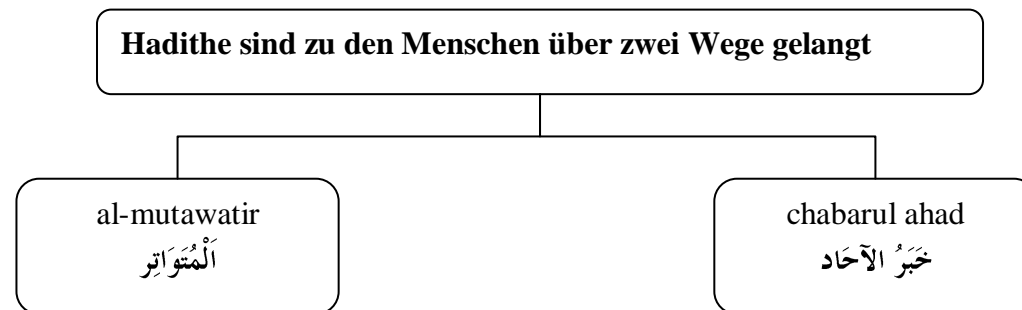 Hadithe sind zu den Menschen über zwei Wege gelangt
al-mutawatir
اَلْمُتَوَاتِر
chabarul ahad
خَبَرُ الآحَاد